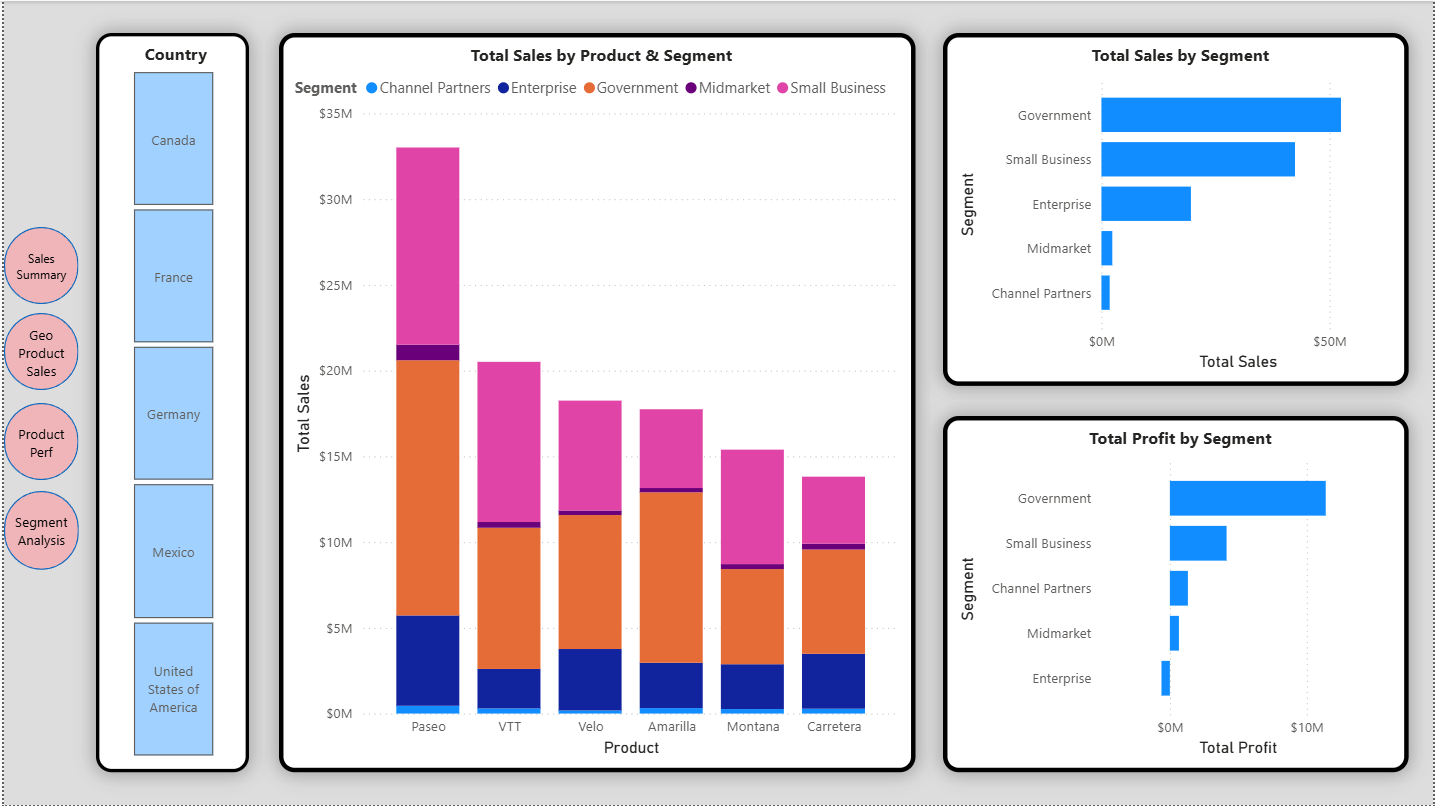 Sales
Summary
Geo
Product
Sales
Product
Perf
Segment
Analysis
Country
Canada
France
Germany
Mexico
United
States of
America
Total Sales by Product & Segment
Segment Channel Partners Enterprise Government Midmarket Small Business
Total Sales
$35M
$30M
$25M
$20M
$15M
$10M
$5M
$0M
Paseo VTT Velo Amarilla Montana Carretera
Product
Total Sales by Segment
Segment
Government
Small Business
Enterprise
Midmarket
Channel Partners
$0M $50M
Total Sales
Total Profit by Segment
Segment
Government
Small Business
Channel Partners
Midmarket
Enterprise
$0M $10M
Total Profit